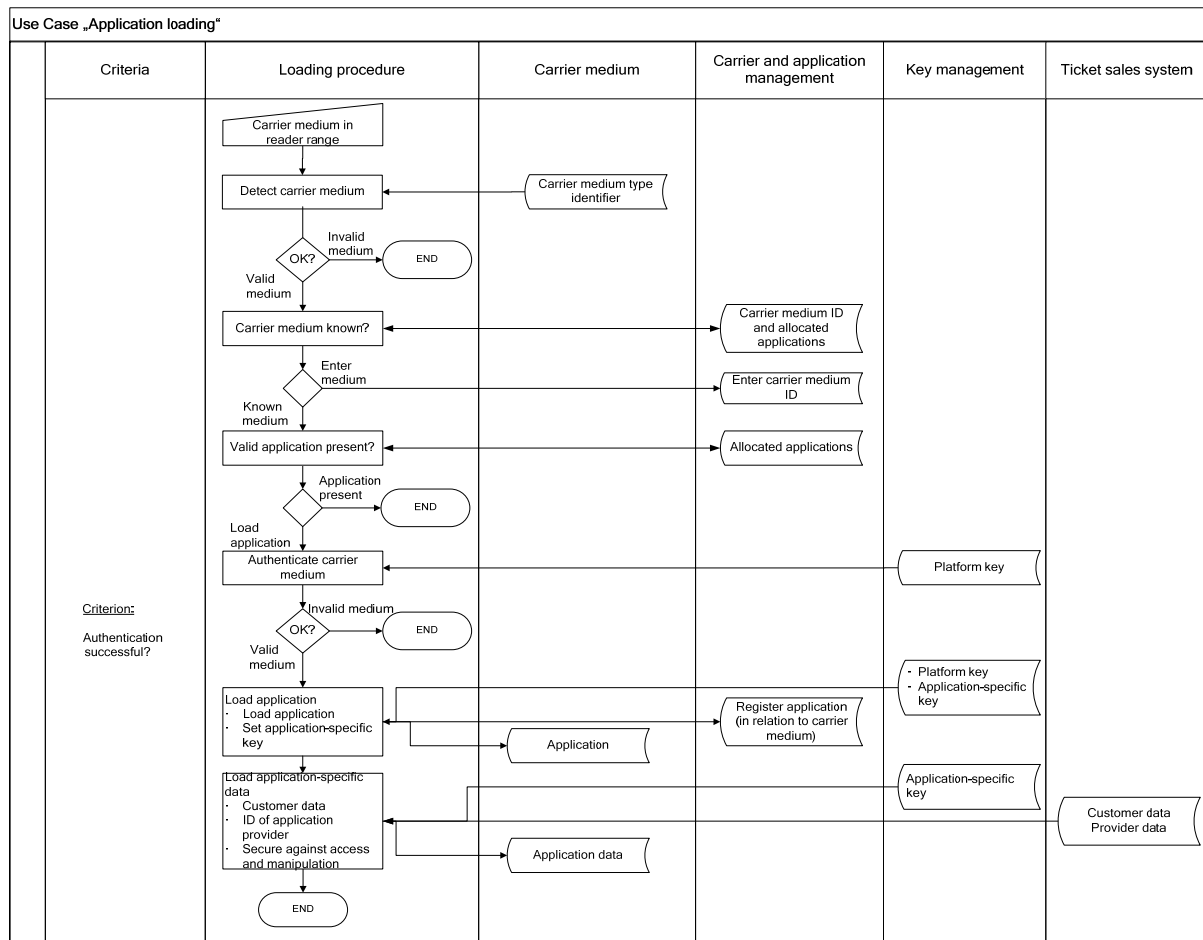 Use Case „Application loading“
Criteria
Loading procedure
Carrier medium
Carrier and application
management
Key management
Ticket sales system
Carrier medium in
reader range
Detect carrier medium
Carrier medium type
identifier
OK?
Invalid
medium
END
Valid
medium
Carrier medium known?
Carrier medium ID
and allocated
applications
Enter
medium
Enter carrier medium
ID
Known
medium
Valid application present?
Allocated applications
Application
present
END
Load
application
Authenticate carrier
medium
Platform key
Criterion:
Authentication
successful?
Invalid medium
OK?
END
Valid
medium
- Platform key
- Application-specific
key
Load application
· Load application
· Set application-specific
key
Register application
(in relation to carrier
medium)
Application
Load application-specific
data
· Customer data
· ID of application
provider
· Secure against access
and manipulation
Application-specific
key
Customer data
Provider data
Application data
END